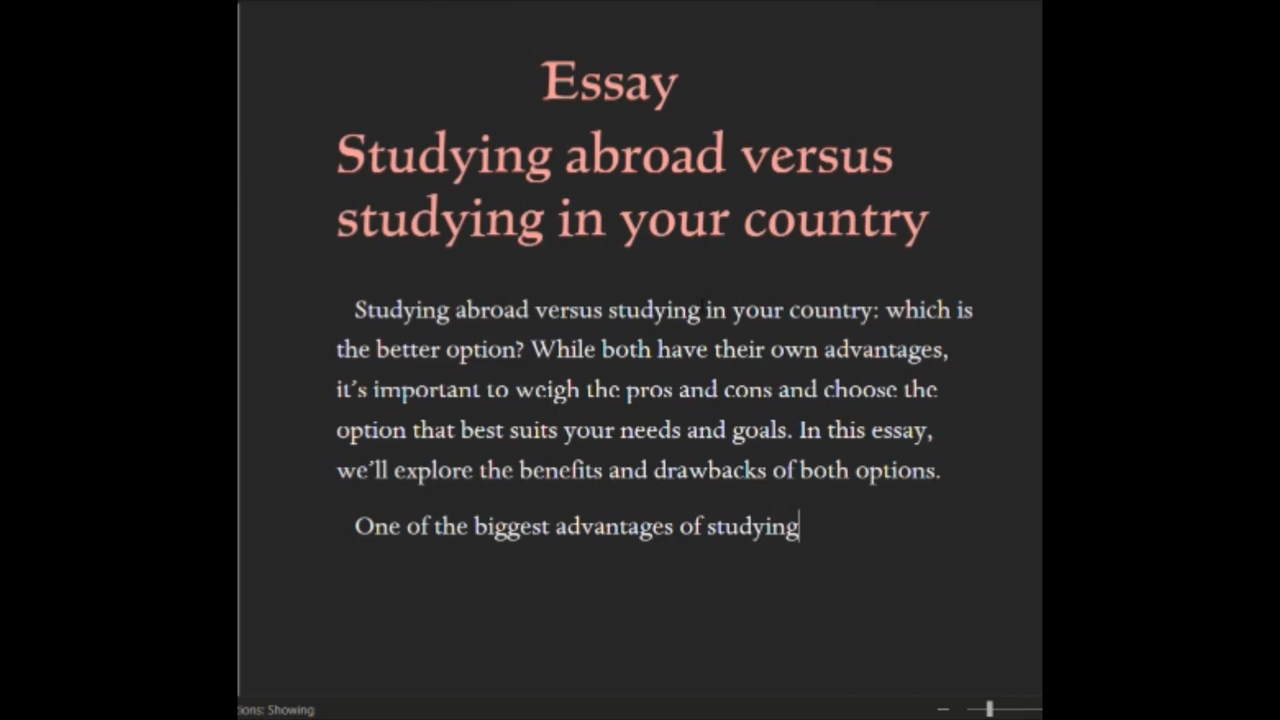 Essay
Studying abroad versus
studying in your country
Studying abroad versus studying in your country: which is
the better option? While both have their own advantages,
it's important to weigh the pros and cons and choose the
option that best suits your needs and goals. In this essay,
we'll explore the benefits and drawbacks of both options.
One of the biggest advantages of studying
tions: Showing